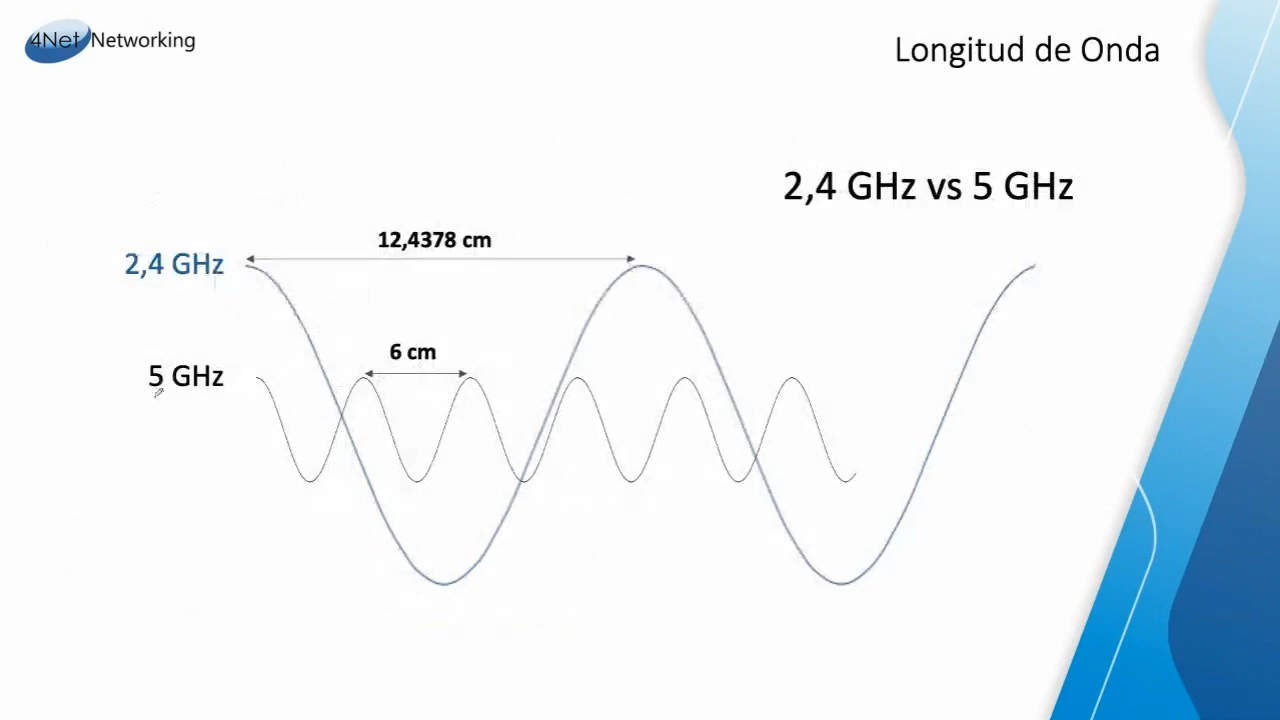 4Net Networking
Longitud de Onda
2,4 GHz vs 5 GHz
12,4378 cm
2,4 GHz
6 cm
5 GHz